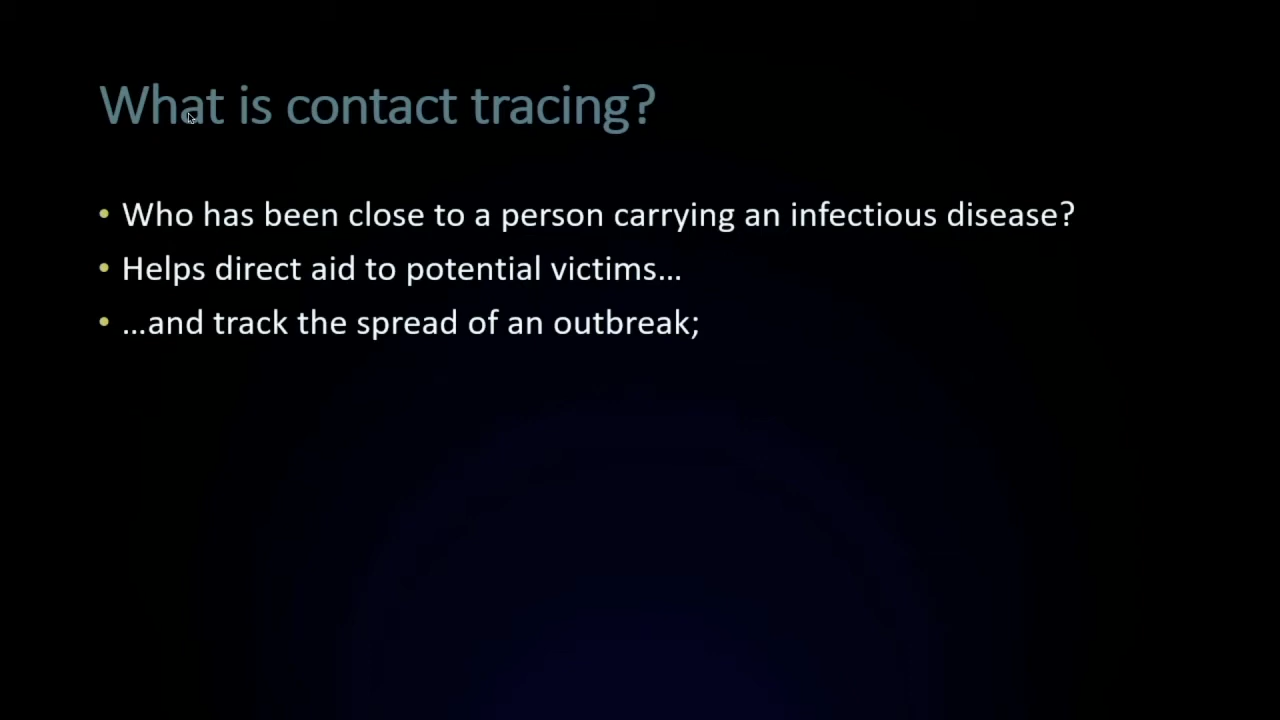 What is contact tracing?
• Who has been close to a person carrying an infectious disease?
• Helps direct aid to potential victims…
• …and track the spread of an outbreak;